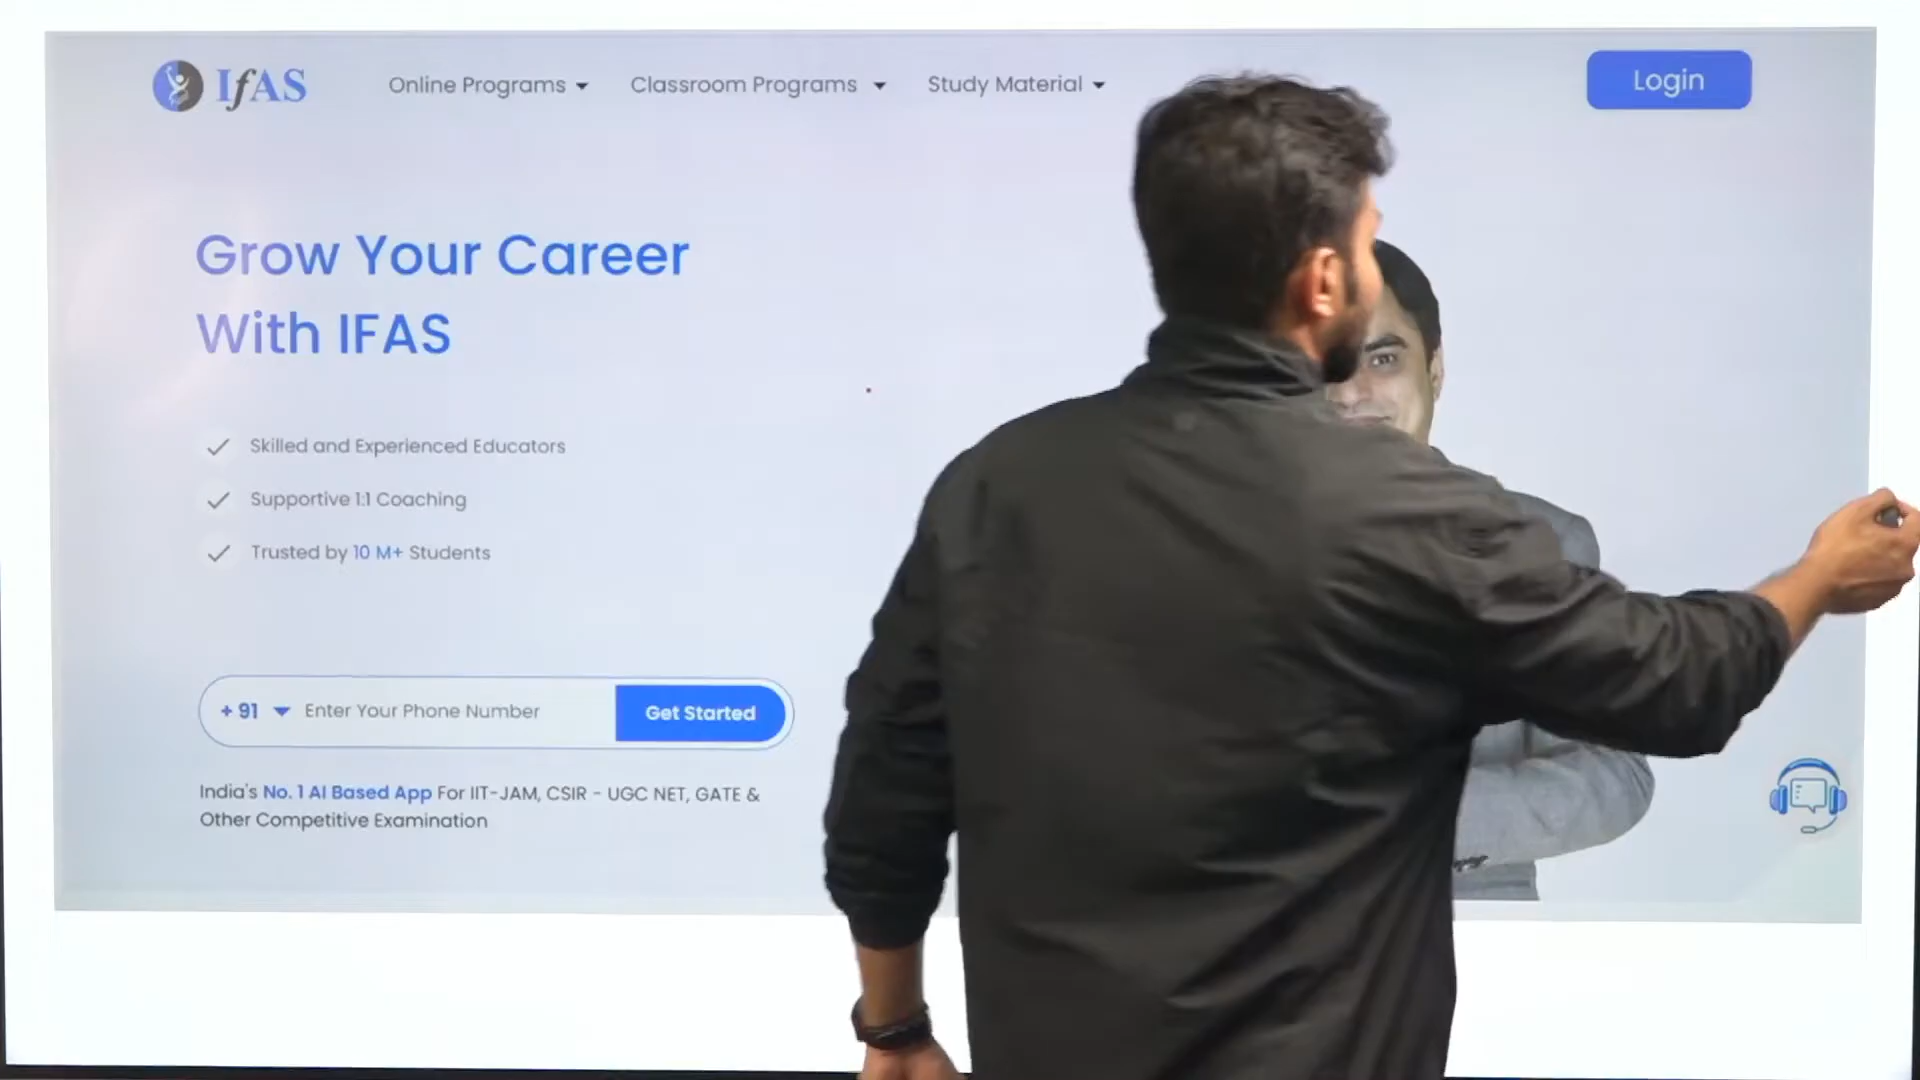 IfAS
Online Programs
Classroom Programs
Study Material
Login
Grow Your Career
With IFAS
Skilled and Experienced Educators
Supportive 1:1 Coaching
Trusted by 10 M+ Students
+ 91
Enter Your Phone Number
Get Started
India's No. 1 AI Based App For IIT-JAM, CSIR - UGC NET, GATE &
Other Competitive Examination